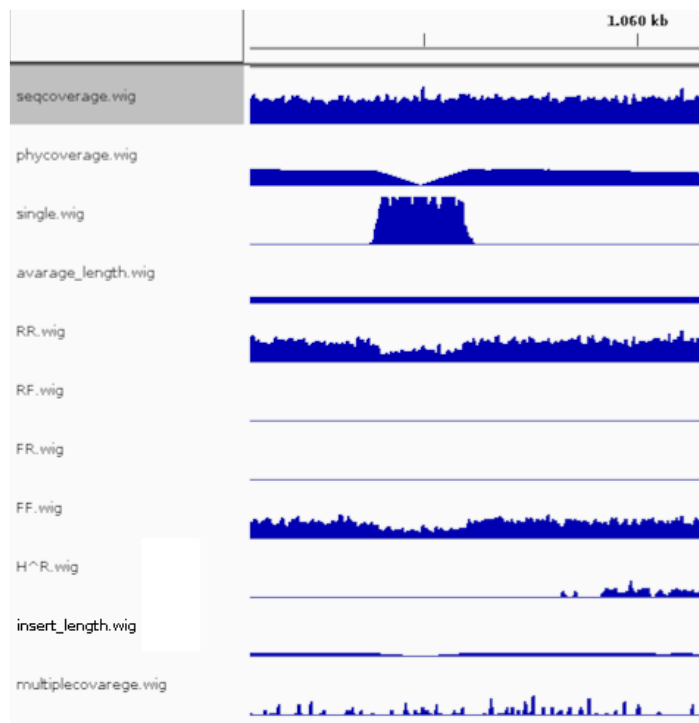 1.060 kb
seqcoverage.wig
phycoverage.wig
single.wig
avarage_length.wig
RR.wig
RF.wig
FR.wig
FF.wig
H^R.wig
insert_length.wig
multiplecovarege.wig